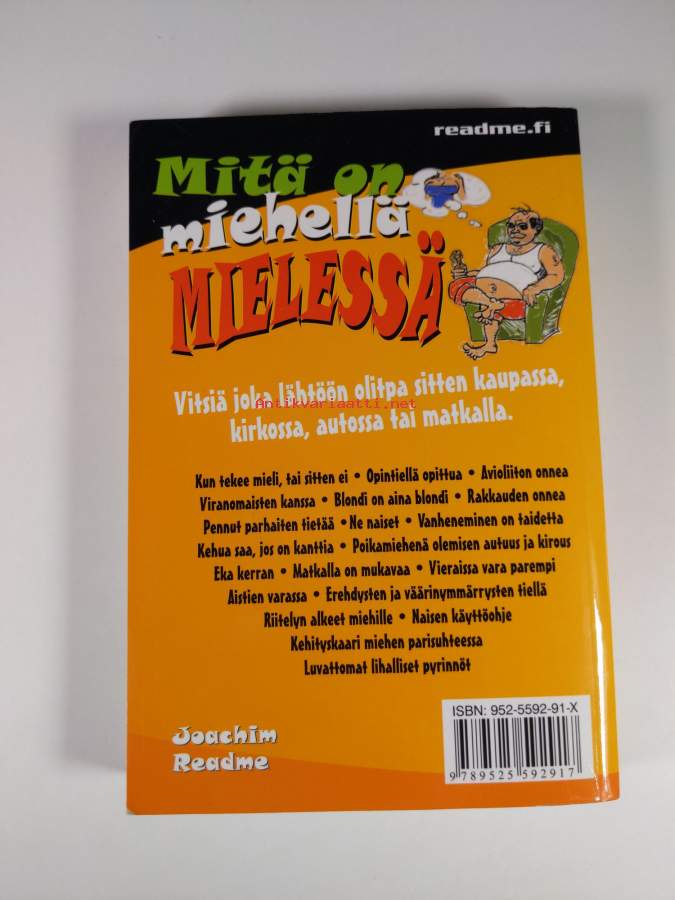 readme.fi
Mitä on
miehellä
MIELESSÄ
Vitsiä joka lähtöön olitpa sitten kaupassa,
Antikvariaatti.net
kirkossa, autossa tai matkalla.
Kun tekee mieli, tai sitten ei • Opintiellä opittua • Avioliiton onnea
Viranomaisten kanssa • Blondi on aina blondi • Rakkauden onnea
Pennut parhaiten tietää •Ne naiset • Vanheneminen on taidetta
Kehua saa, jos on kanttia • Poikamiehenä olemisen autuus ja kirous
Eka kerran • Matkalla on mukavaa • Vieraissa vara parempi
Aistien varassa • Erehdysten ja väärinymmärrysten tiellä
Riitelyn alkeet miehille • Naisen käyttöohje
Kehityskaari miehen parisuhteessa
Luvattomat lihalliset pyrinnöt
ISBN: 952-5592-91-X
Joachim
Readme
9 789525 592917